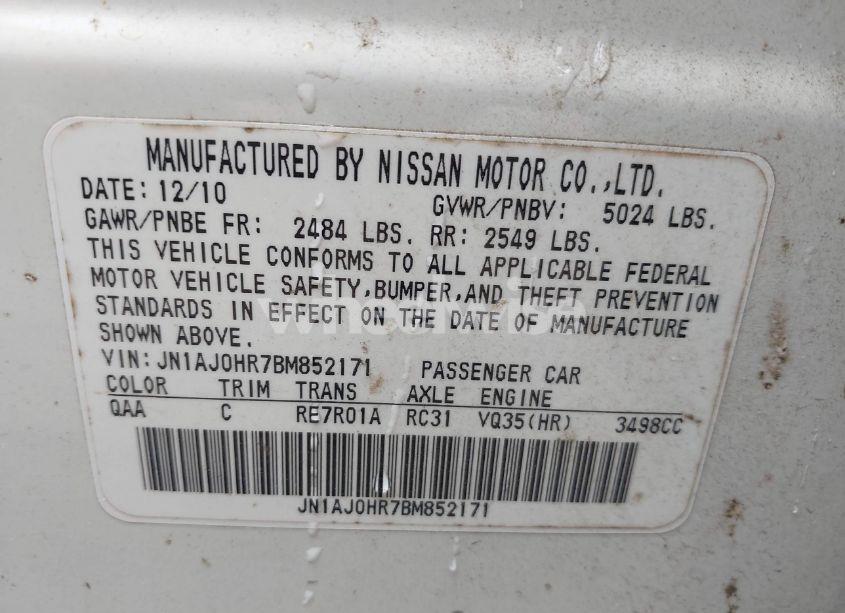 MANUFACTURED BY NISSAN MOTOR CO.,LTD.
DATE: 12/10 GVWR/PNBV: 5024 LBS.
GAWR/PNBE FR: 2484 LBS. RR: 2549 LBS.
THIS VEHICLE CONFORMS TO ALL APPLICABLE FEDERAL
MOTOR VEHICLE SAFETY,BUMPER,AND THEFT PREVENTION
STANDARDS IN EFFECT ON THE DATE OF MANUFACTURE
SHOWN ABOVE.
VIN:JN1AJ0HR7BM852171 PASSENGER CAR
COLOR TRIM TRANS AXLE ENGINE
QAA C RE7R01A RC31 VQ35(HR) 3498CC
JN1AJ0HR7BM852171